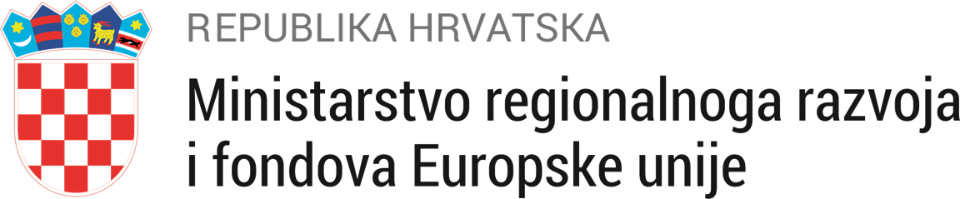 REPUBLIKA HRVATSKA
Ministarstvo regionalnoga razvoja
i fondova Europske unije